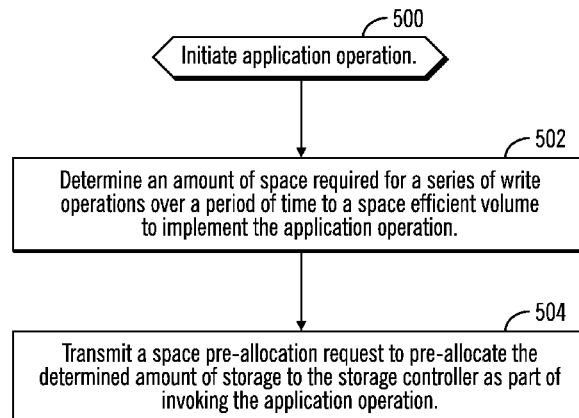 500
Initiate application operation.
502
Determine an amount of space required for a series of write
operations over a period of time to a space efficient volume
to implement the application operation.
504
Transmit a space pre-allocation request to pre-allocate the
determined amount of storage to the storage controller as part of
invoking the application operation.